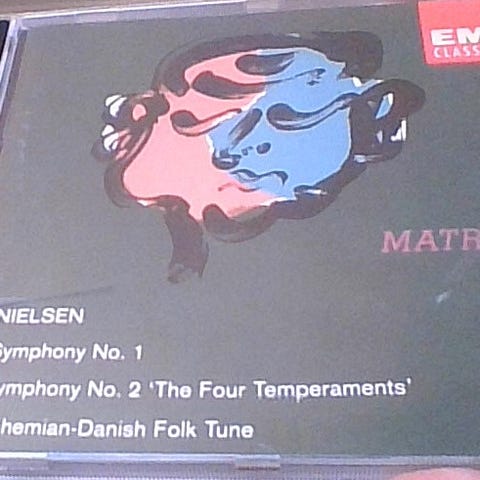 EM
CLASS
MATR
NIELSEN
Symphony No. 1
ymphony No. 2 'The Four Temperaments'
hemian-Danish Folk Tune